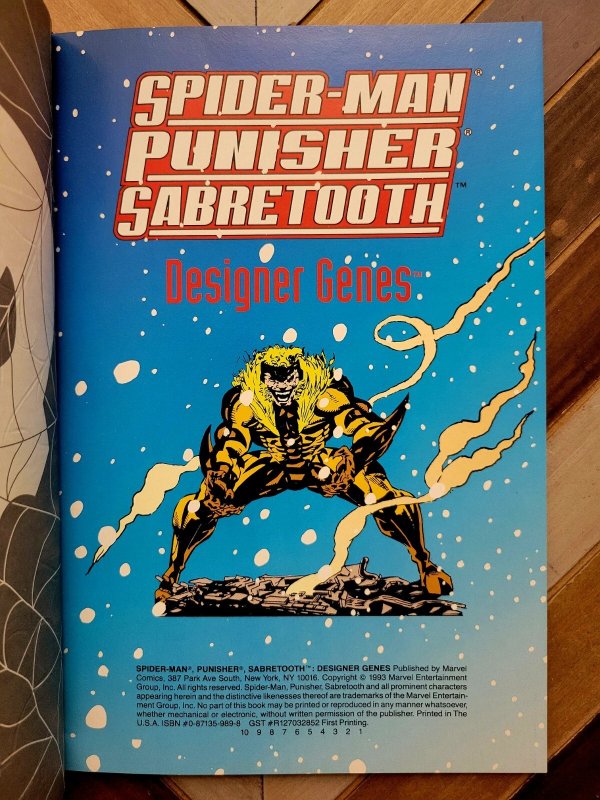 SPIDER-MAN®
PUNISHER®
SABRETOOTH™
Designer Genes™
SPIDER-MAN®, PUNISHER®, SABRETOOTH™: DESIGNER GENES Published by Marvel
Comics, 387 Park Ave South, New York, NY 10016. Copyright © 1993 Marvel Entertainment
Group, Inc. All rights reserved. Spider-Man, Punisher, Sabretooth and all prominent characters
appearing herein and the distinctive likenesses thereof are trademarks of the Marvel Entertain-
ment Group, Inc. No part of this book may be printed or reproduced in any manner whatsoever,
whether mechanical or electronic, without written permission of the publisher. Printed in The
U.S.A. ISBN #0-87135-989-8 GST #R127032852 First Printing.
10 9 8 7 6 5 4 3 2 1